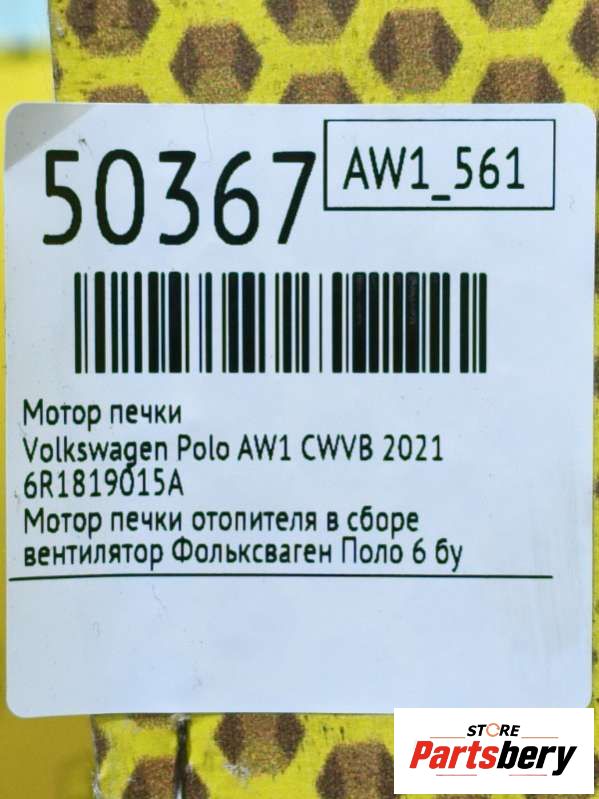 50367
AW1_561
Мотор печки
Volkswagen Polo AW1 CWVB 2021
6R1819015A
Мотор печки отопителя в сборе
вентилятор Фольксваген Поло 6 бу
STORE
Partsbery